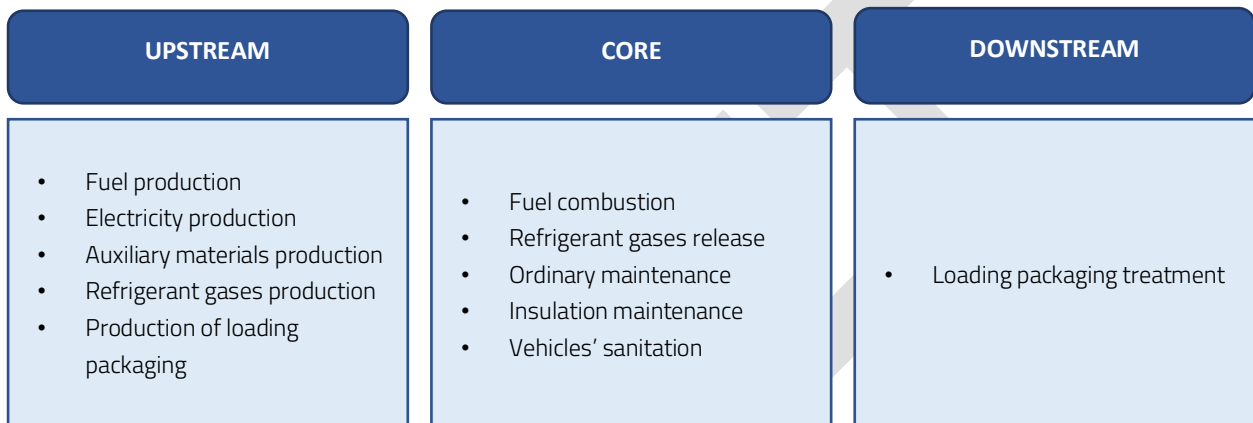 UPSTREAM
• Fuel production
• Electricity production
• Auxiliary materials production
• Refrigerant gases production
• Production of loading
packaging
CORE
• Fuel combustion
• Refrigerant gases release
• Ordinary maintenance
• Insulation maintenance
• Vehicles’ sanitation
DOWNSTREAM
• Loading packaging treatment